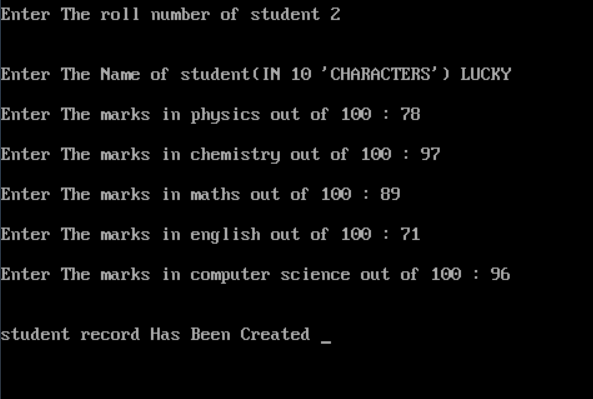 Enter The roll number of student 2
Enter The Name of student(IN 10 'CHARACTERS') LUCKY
Enter The marks in physics out of 100 : 78
Enter The marks in chemistry out of 100 : 97
Enter The marks in maths out of 100 : 89
Enter The marks in english out of 100 : 71
Enter The marks in computer science out of 100 : 96
student record Has Been Created _